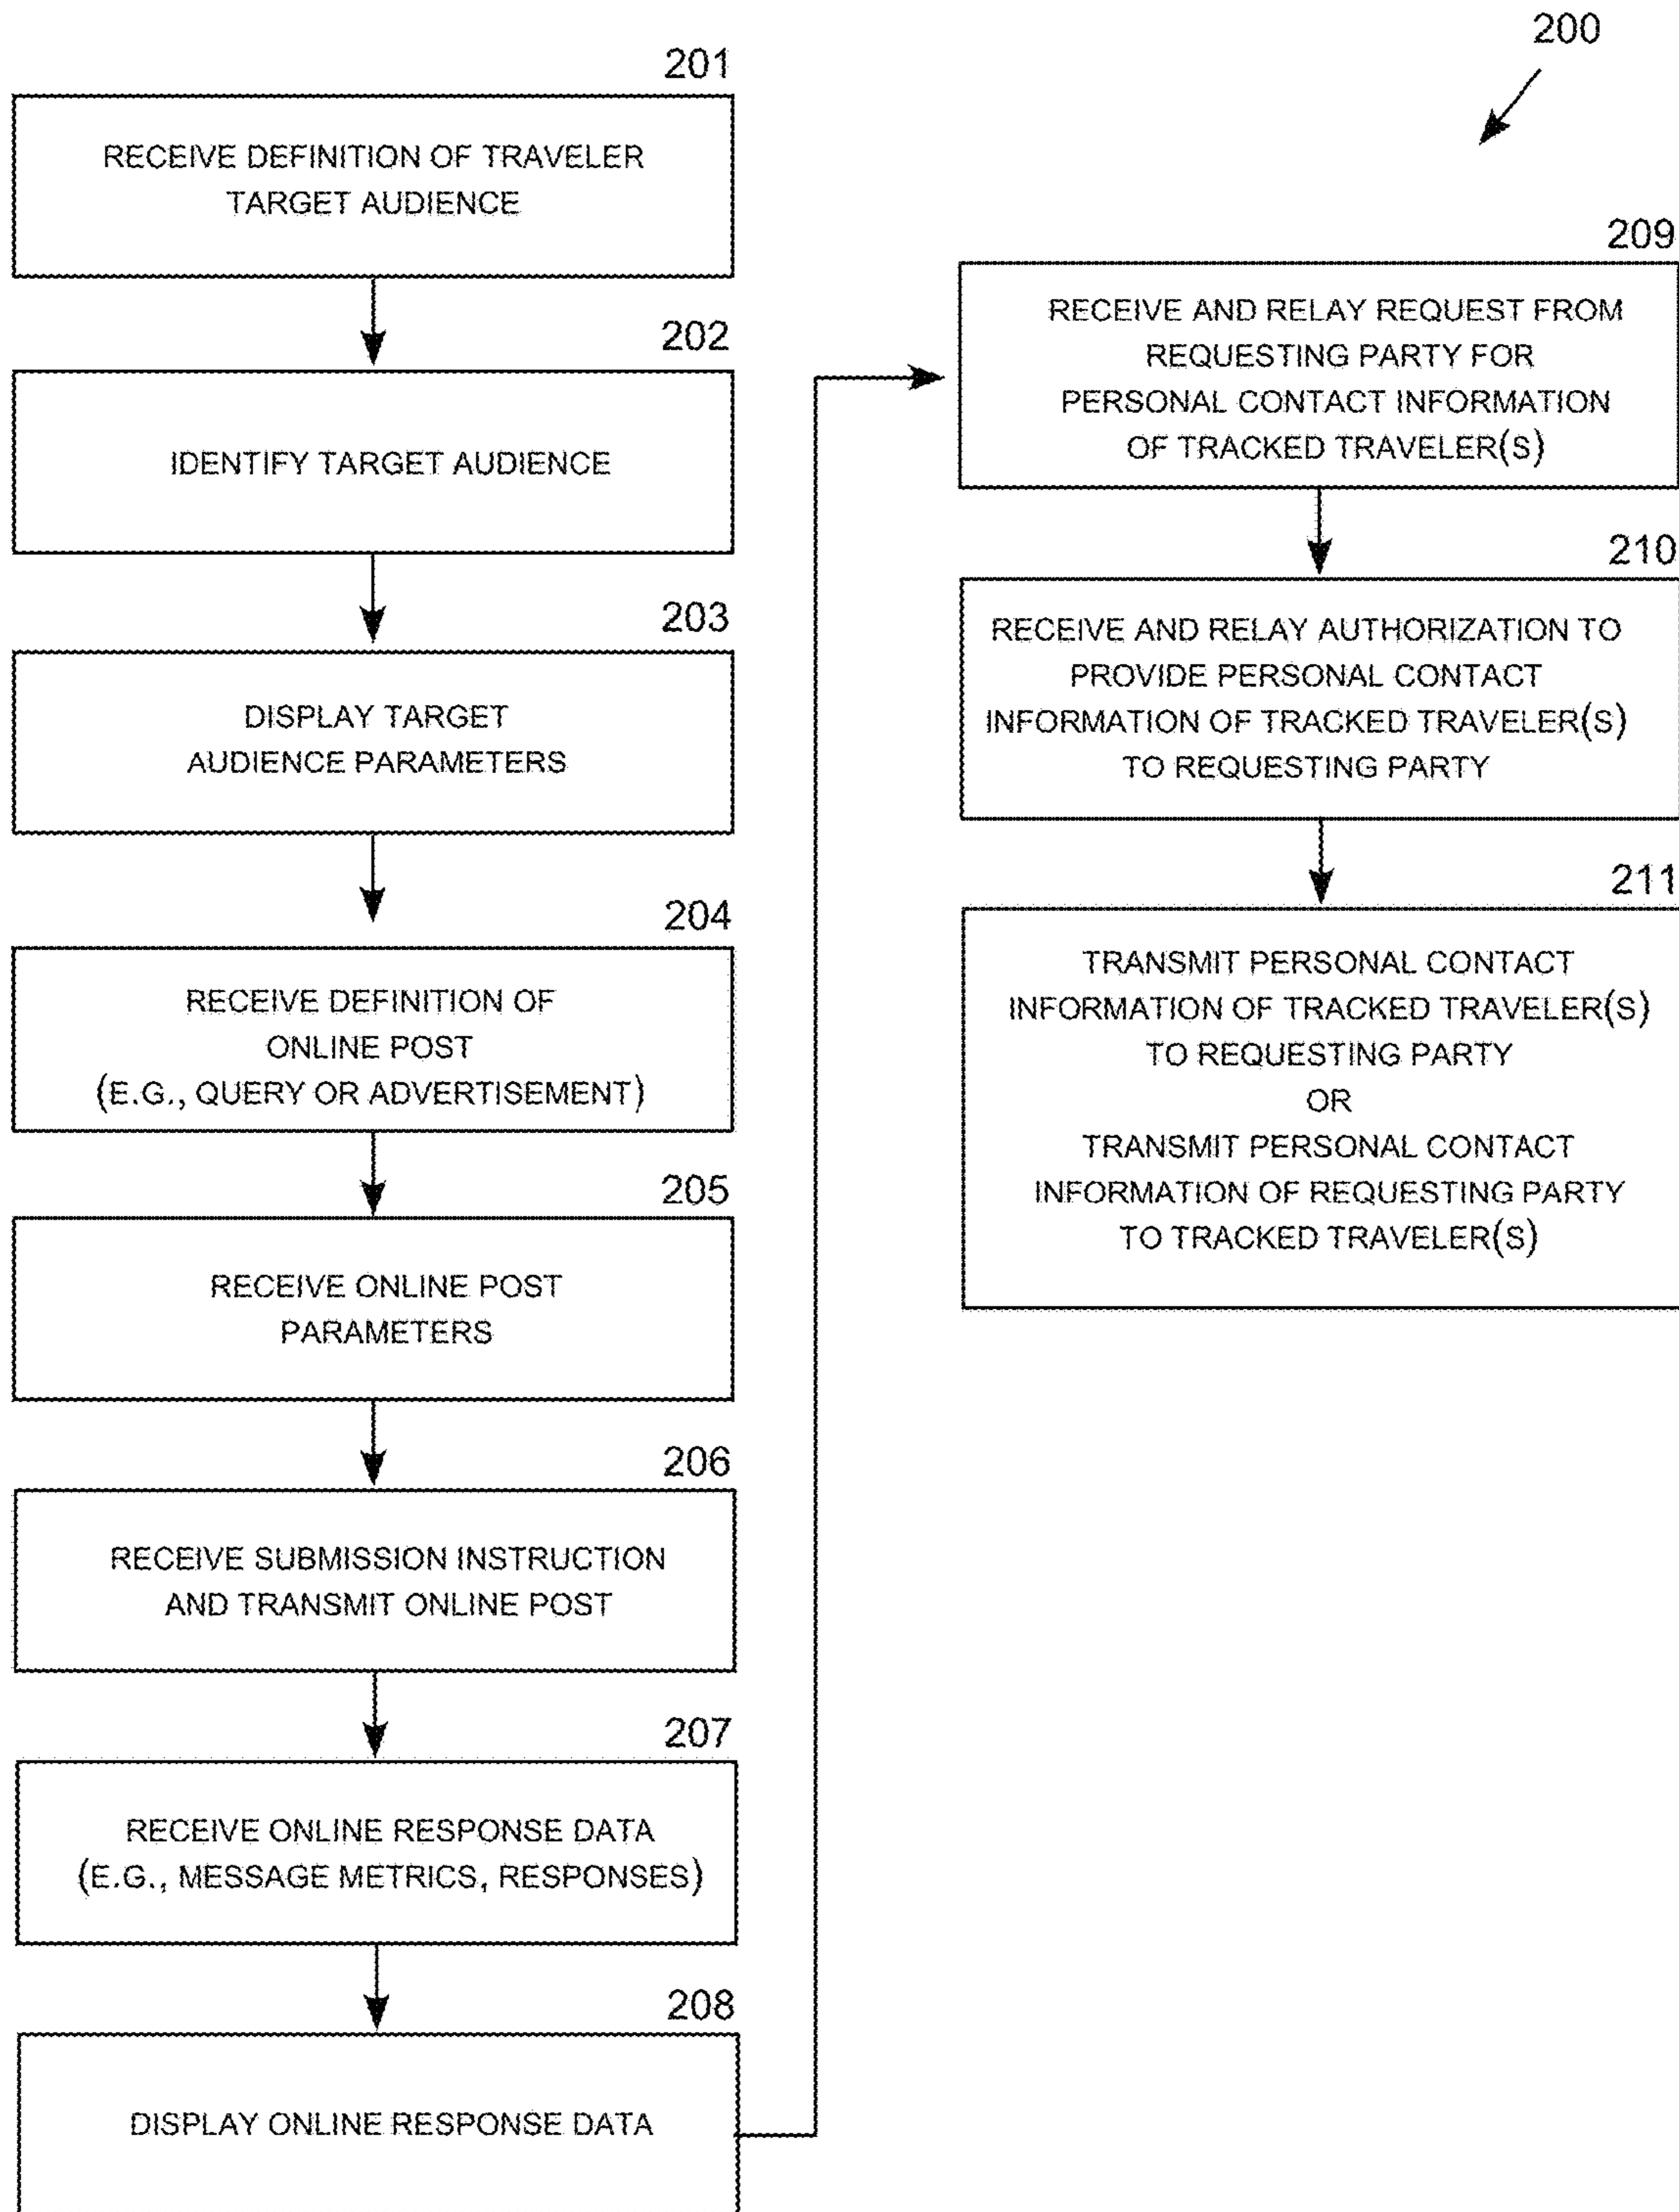 200
201
RECEIVE DEFINITION OF TRAVELER
TARGET AUDIENCE
202
IDENTIFY TARGET AUDIENCE
203
DISPLAY TARGET
AUDIENCE PARAMETERS
204
RECEIVE DEFINITION OF
ONLINE POST
(E.G., QUERY OR ADVERTISEMENT)
205
RECEIVE ONLINE POST
PARAMETERS
206
RECEIVE SUBMISSION INSTRUCTION
AND TRANSMIT ONLINE POST
207
RECEIVE ONLINE RESPONSE DATA
(E.G., MESSAGE METRICS, RESPONSES)
208
DISPLAY ONLINE RESPONSE DATA
209
RECEIVE AND RELAY REQUEST FROM
REQUESTING PARTY FOR
PERSONAL CONTACT INFORMATION
OF TRACKED TRAVELER(S)
210
RECEIVE AND RELAY AUTHORIZATION TO
PROVIDE PERSONAL CONTACT
INFORMATION OF TRACKED TRAVELER(S)
TO REQUESTING PARTY
211
TRANSMIT PERSONAL CONTACT
INFORMATION OF TRACKED TRAVELER(S)
TO REQUESTING PARTY
OR
TRANSMIT PERSONAL CONTACT
INFORMATION OF REQUESTING PARTY
TO TRACKED TRAVELER(S)